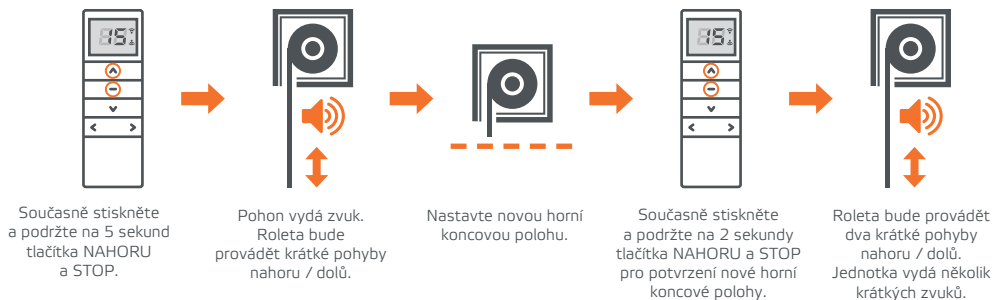 15
15
Současně stiskněte
a podržte na 5 sekund
tlačítka NAHORU
a STOP.
Pohon vydá zvuk.
Roleta bude
provádět krátké pohyby
nahoru / dolů.
Nastavte novou horní
koncovou polohu.
Současně stiskněte
a podržte na 2 sekundy
tlačítka NAHORU a STOP
pro potvrzení nové horní
koncové polohy.
Roleta bude provádět
dva krátké pohyby
nahoru / dolů.
Jednotka vydá několik
krátkých zvuků.